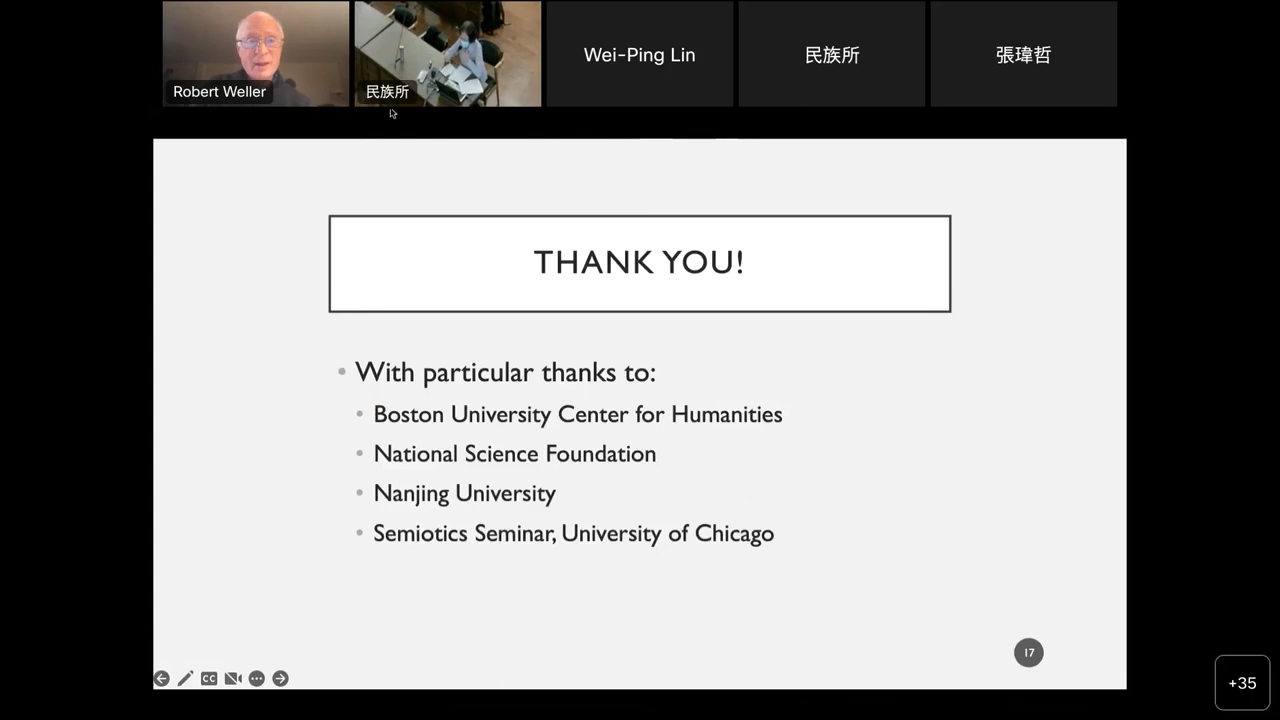 Robert Weller
民族所
Wei-Ping Lin
民族所
張瑋哲
THANK YOU!
With particular thanks to:
Boston University Center for Humanities
National Science Foundation
Nanjing University
Semiotics Seminar, University of Chicago
17
CC
+35